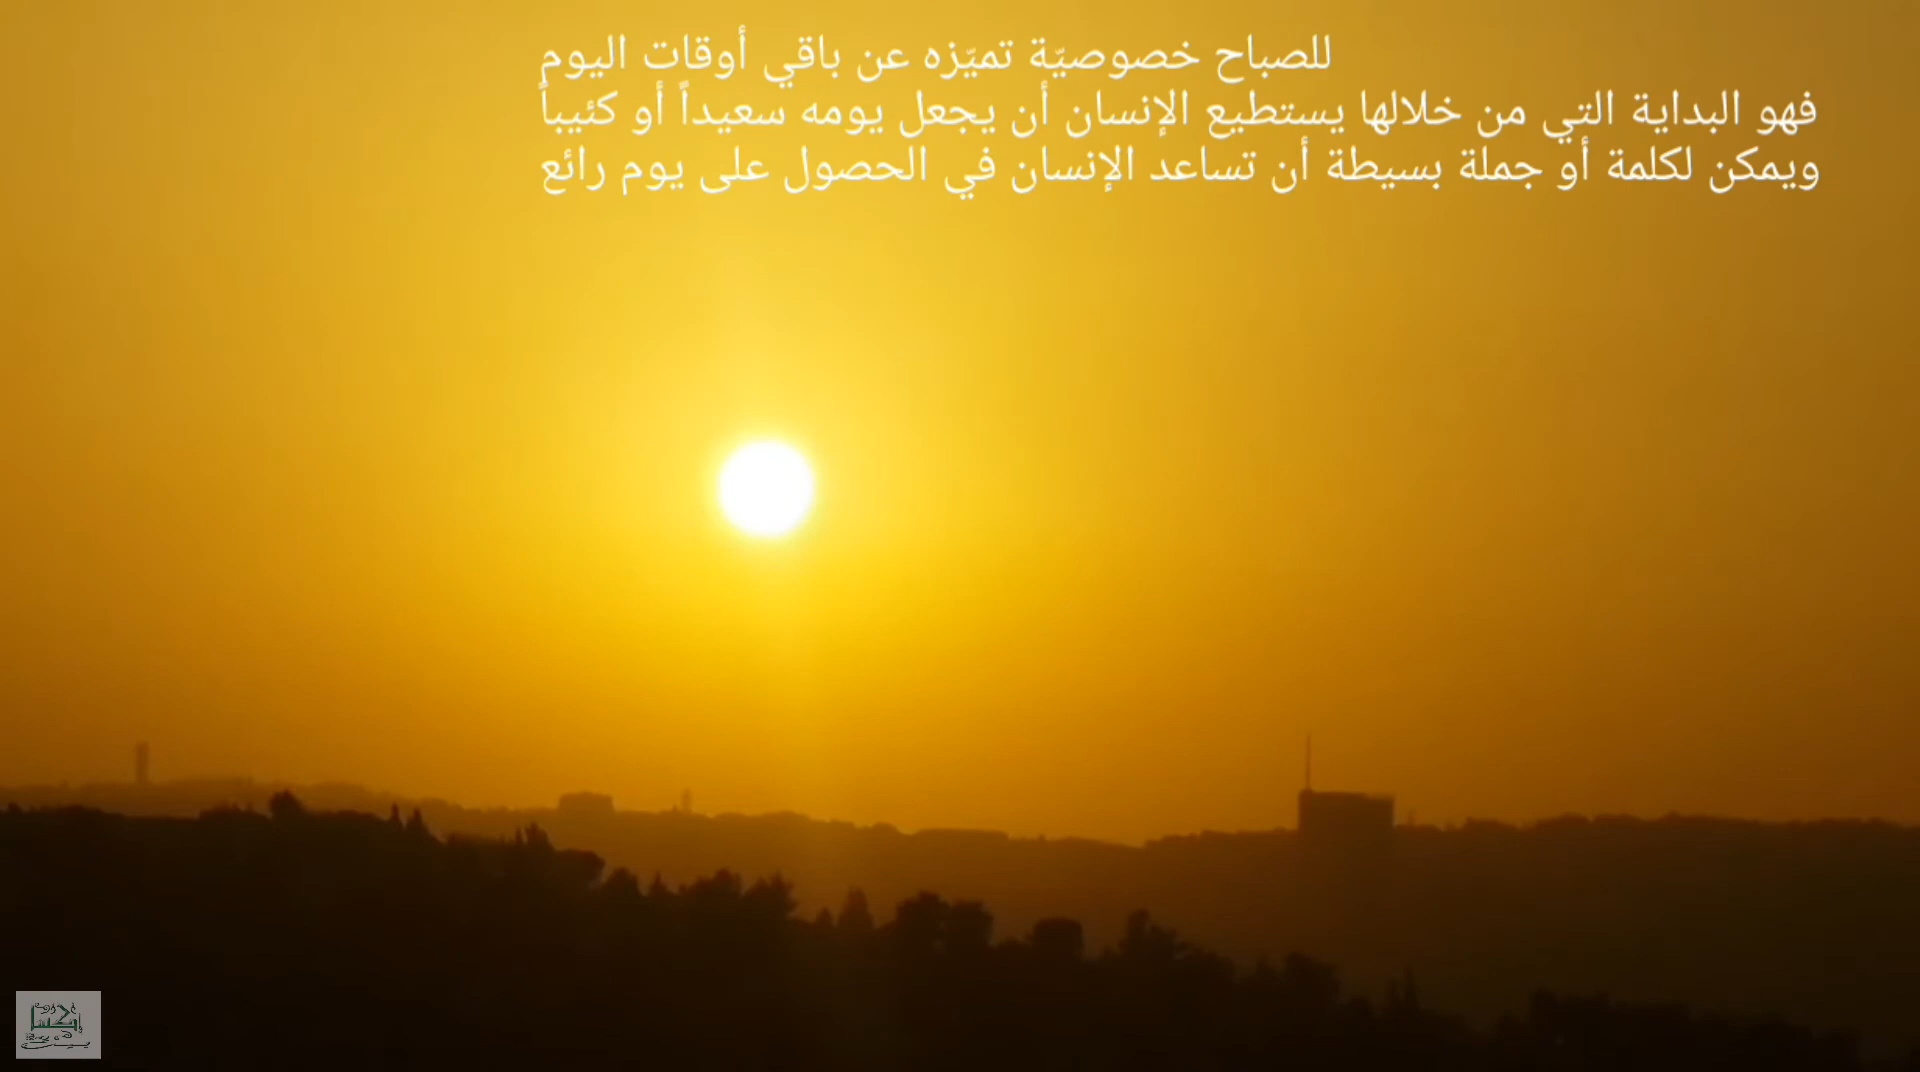 للصباح خصوصيّة تميّزه عن باقي أوقات اليوم
فهو البداية التي من خلالها يستطيع الإنسان أن يجعل يومه سعيداً أو كئيباً
ويمكن لكلمة أو جملة بسيطة أن تساعد الإنسان في الحصول على يوم رائع